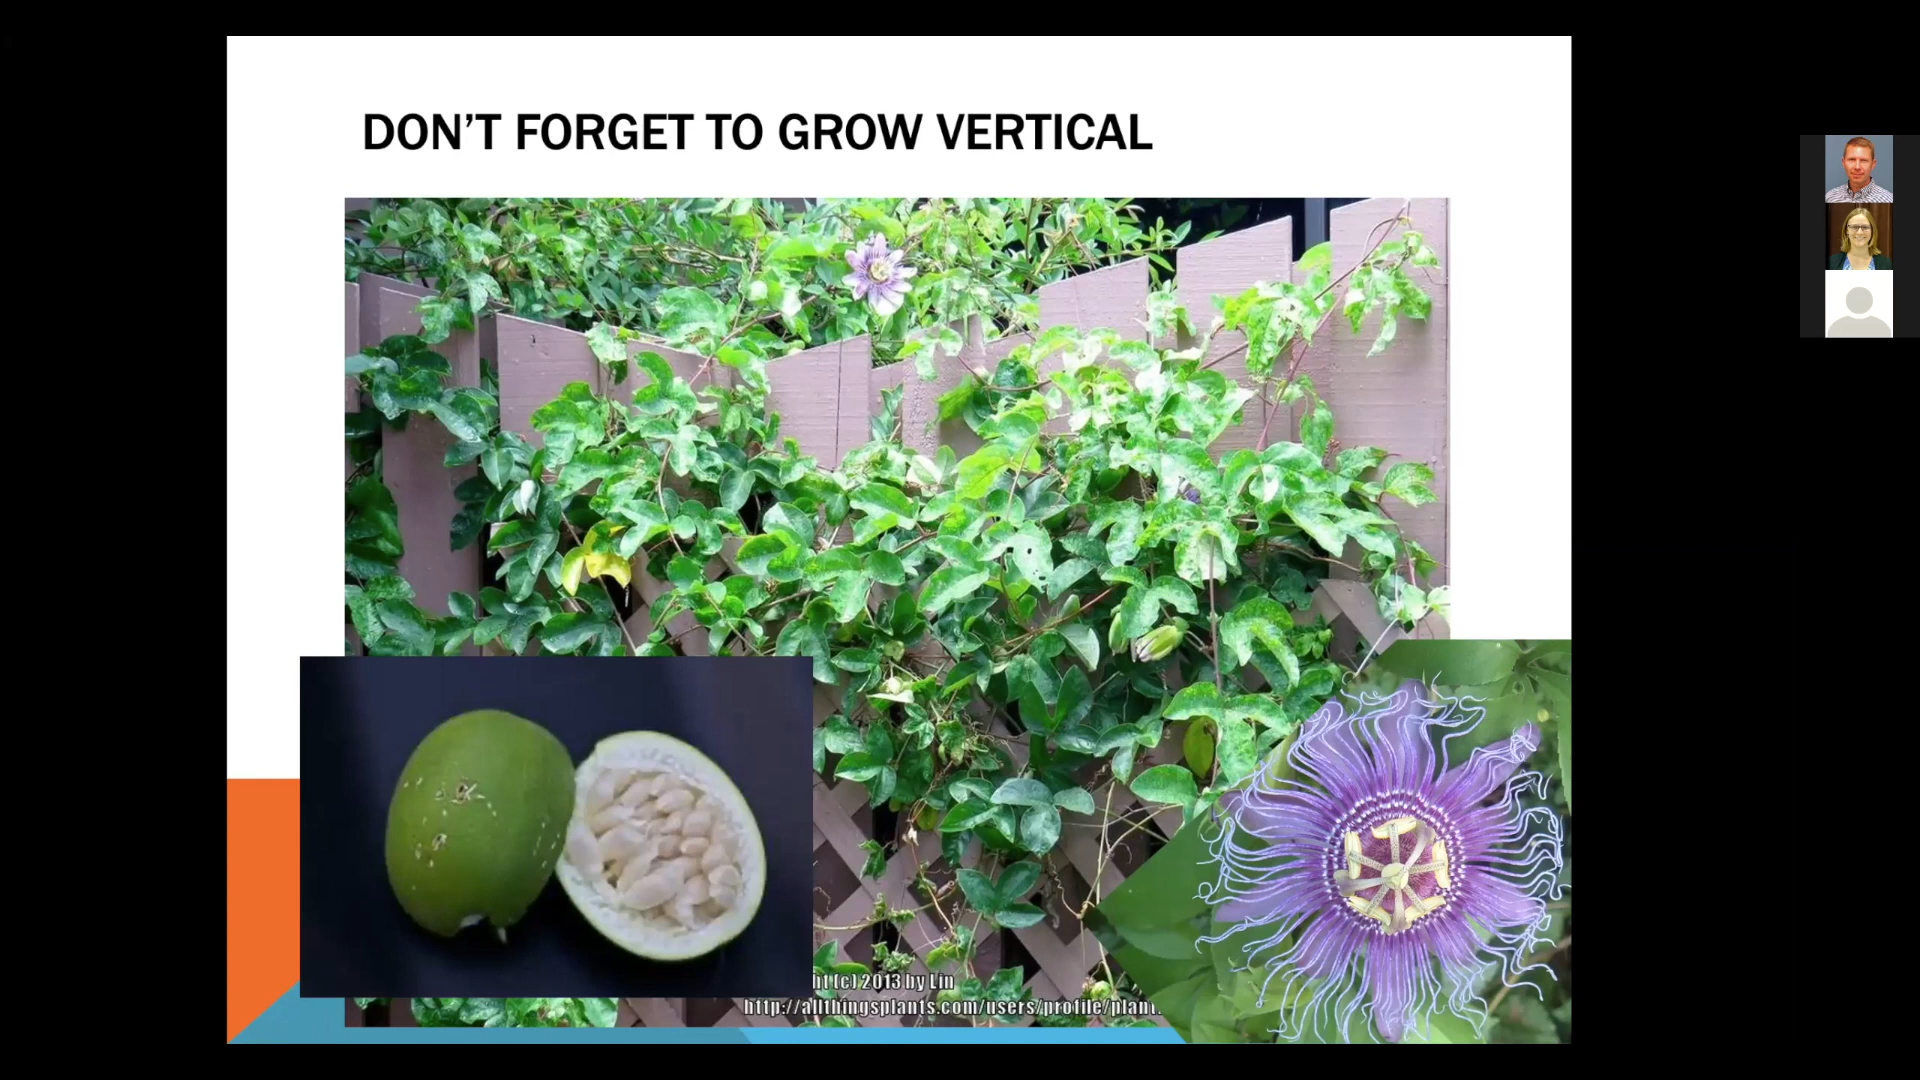 DON’T FORGET TO GROW VERTICAL
ht (c) 2013 by Lin
http://allthingsplants.com/users/profile/plant